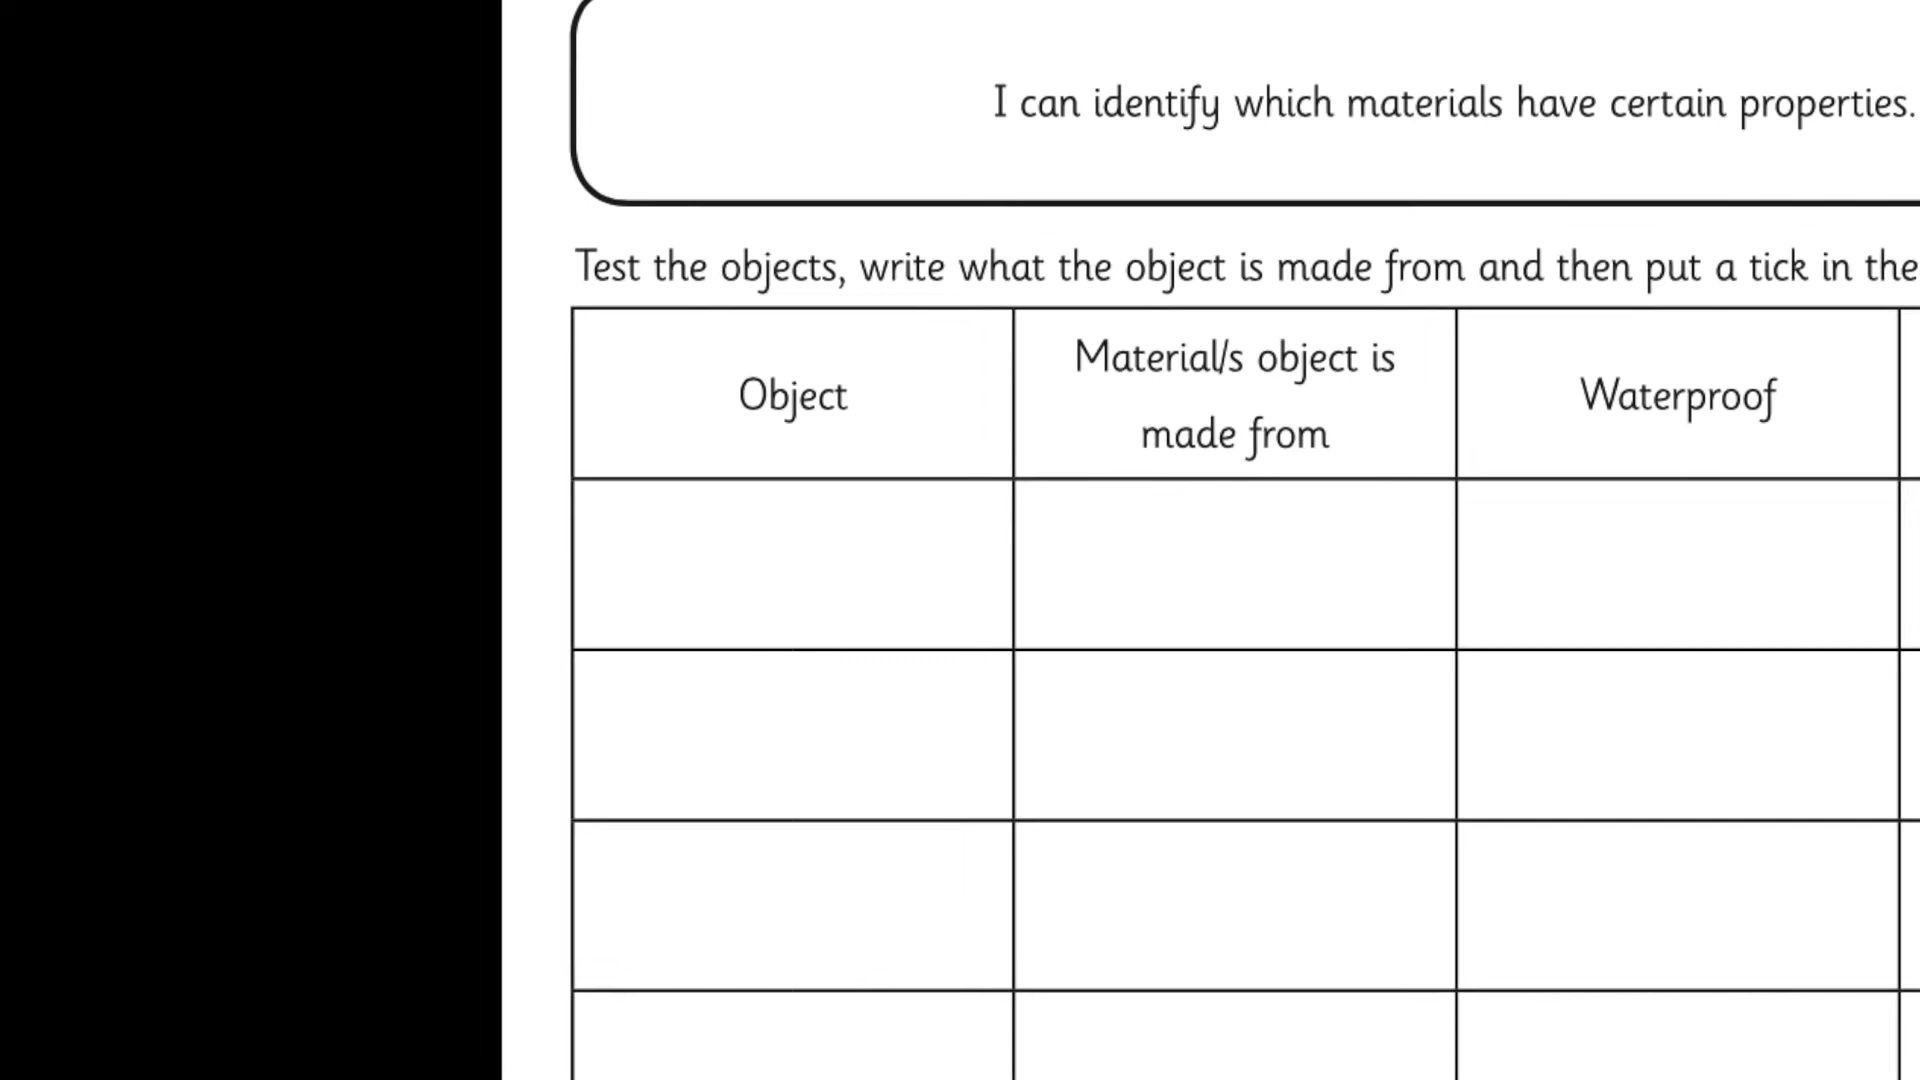 I can identify which materials have certain properties.
Test the objects, write what the object is made from and then put a tick in the
Object
Material/s object is
made from
Waterproof